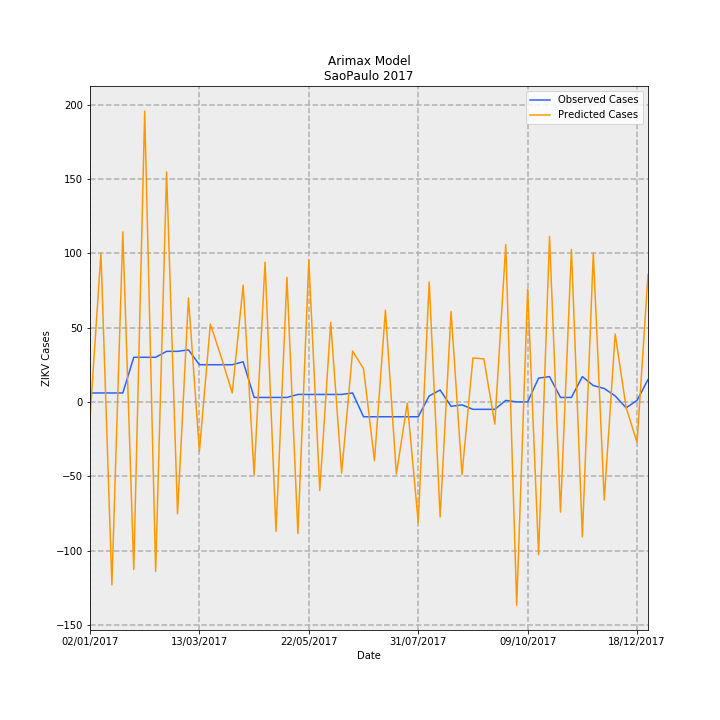 Arimax Model
SaoPaulo 2017
Observed Cases
Predicted Cases
ZIKV Cases
200
150
100
50
0
−50
−100
−150
02/01/2017 13/03/2017 22/05/2017 31/07/2017 09/10/2017 18/12/2017
Date